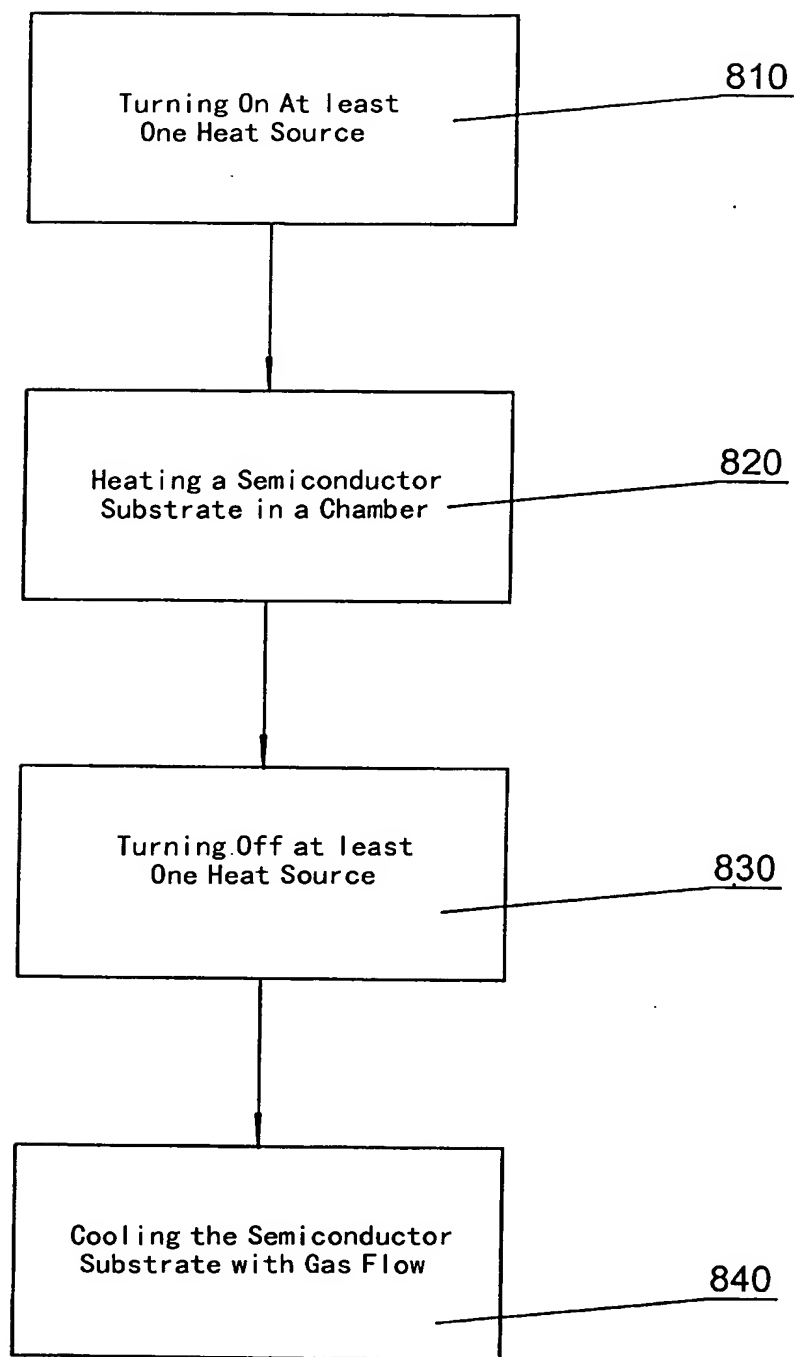 Turning On At least
One Heat Source
810
Heating a Semiconductor
Substrate in a Chamber
820
Turning Off at least
One Heat Source
830
Cooling the Semiconductor
Substrate with Gas Flow
840